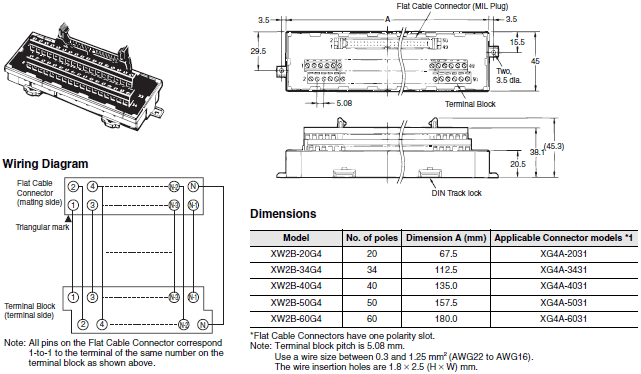 Flat Cable Connector (MIL Plug)
3.5
A
3.5
29.5
15.5
45
2
Two,
3.5 dia.
5.08
Terminal Block
38.1
(45.3)
20.5
DIN Track lock
Wiring Diagram
Flat Cable
Connector
(mating side)
2 4 N-2 N
1 3 N-3 N-1
Triangular mark
Terminal Block
(terminal side)
1 3 N-3 N-1
2 4 N-2 N
Note: All pins on the Flat Cable Connector correspond
1-to-1 to the terminal of the same number on the
terminal block as shown above.
Dimensions
Model No. of poles Dimension A (mm) Applicable Connector models *1
XW2B-20G4 20 67.5 XG4A-2031
XW2B-34G4 34 112.5 XG4A-3431
XW2B-40G4 40 135.0 XG4A-4031
XW2B-50G4 50 157.5 XG4A-5031
XW2B-60G4 60 180.0 XG4A-6031
*Flat Cable Connectors have one polarity slot.
Note: Terminal block pitch is 5.08 mm.
Use a wire size between 0.3 and 1.25 mm² (AWG22 to AWG16).
The wire insertion holes are 1.8 × 2.5 (H × W) mm.